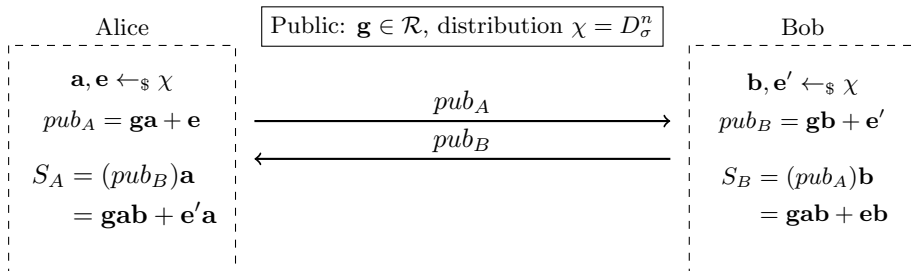 Alice
Public: g ∈ R, distribution χ = D_σ^n
Bob
a, e ←$ χ
pub_A = ga + e
S_A = (pub_B)a
= gab + e′a
pub_A
pub_B
b, e′ ←$ χ
pub_B = gb + e′
S_B = (pub_A)b
= gab + eb